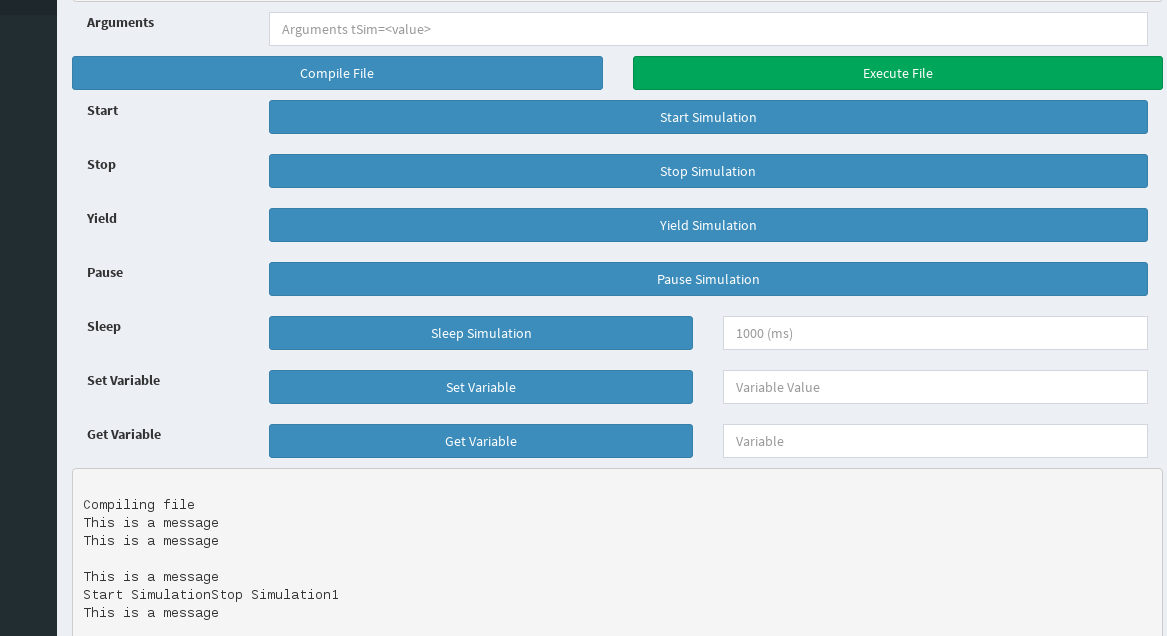 Arguments
Arguments tSim=<value>
Compile File
Execute File
Start
Start Simulation
Stop
Stop Simulation
Yield
Yield Simulation
Pause
Pause Simulation
Sleep
Sleep Simulation
1000 (ms)
Set Variable
Set Variable
Variable Value
Get Variable
Get Variable
Variable
Compiling file
This is a message
This is a message
This is a message
Start SimulationStop Simulation1
This is a message